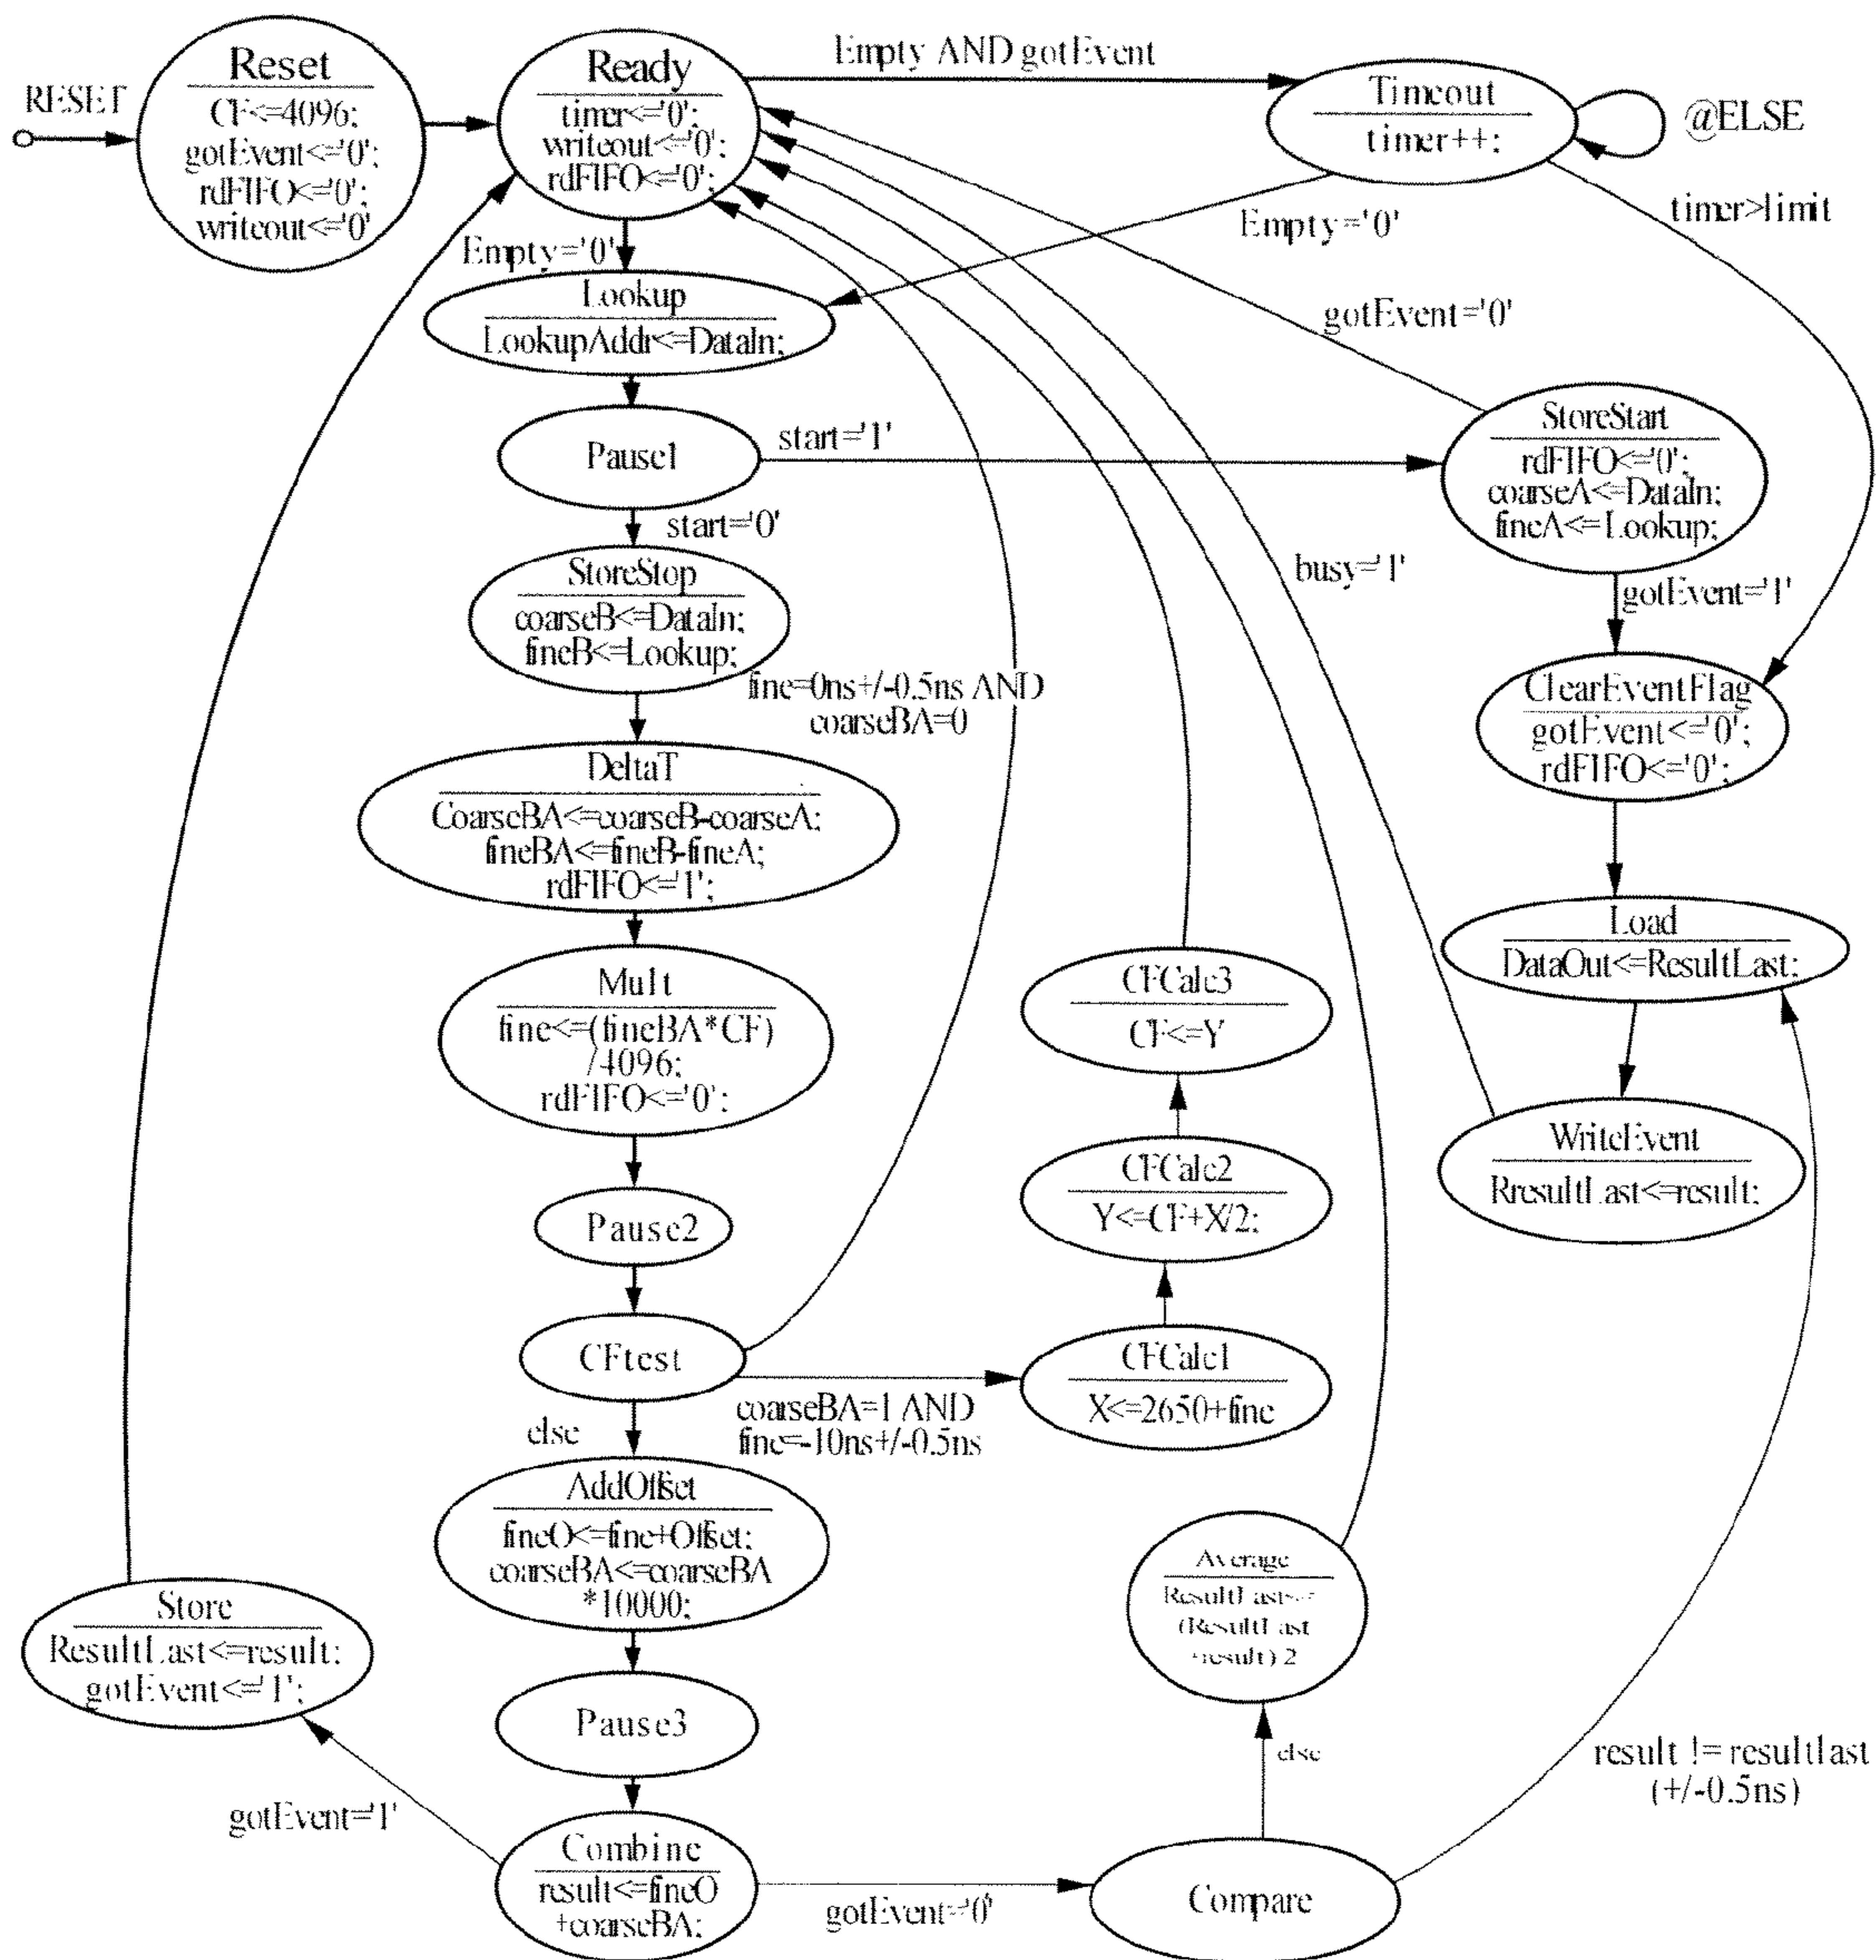 RESET
Reset
CF<=4096;
gotEvent<='0';
rdFIFO<='0';
writeout<='0'
Ready
timer<='0';
writeout<='0';
rdFIFO<='0';
Empty AND gotEvent
Timeout
timer++;
@ELSE
Empty='0'
timer>limit
Empty='0'
Lookup
LookupAddr<=DataIn;
gotEvent='0'
Pause1
start='1'
StoreStart
rdFIFO<='0';
coarseA<=DataIn;
fineA<=Lookup;
start='0'
StoreStop
coarseB<=DataIn;
fineB<=Lookup;
busy='1'
gotEvent='1'
fine=0ns+/-0.5ns AND
coarseBA=0
ClearEventFlag
gotEvent<='0';
rdFIFO<='0';
DeltaT
CoarseBA<=coarseB-coarseA;
fineBA<=fineB-fineA;
rdFIFO<='1';
Load
DataOut<=ResultLast;
Mult
fine<=(fineBA*CF)
/4096;
rdFIFO<='0';
CFCalc3
CF<=Y
WriteEvent
RresultLast<=result;
CFCalc2
Y<=CF+X/2;
Pause2
CFtest
CFCalc1
X<=2650+fine
coarseBA=1 AND
fine=-10ns+/-0.5ns
else
AddOffset
fineO<=fine+Offset;
coarseBA<=coarseBA
*10000;
Average
ResultLast<=
(ResultLast
+result) 2
Store
ResultLast<=result;
gotEvent<='1';
Pause3
else
result != resultlast
(+/-0.5ns)
gotEvent='1'
Combine
result<=fineO
+coarseBA;
gotEvent='0'
Compare